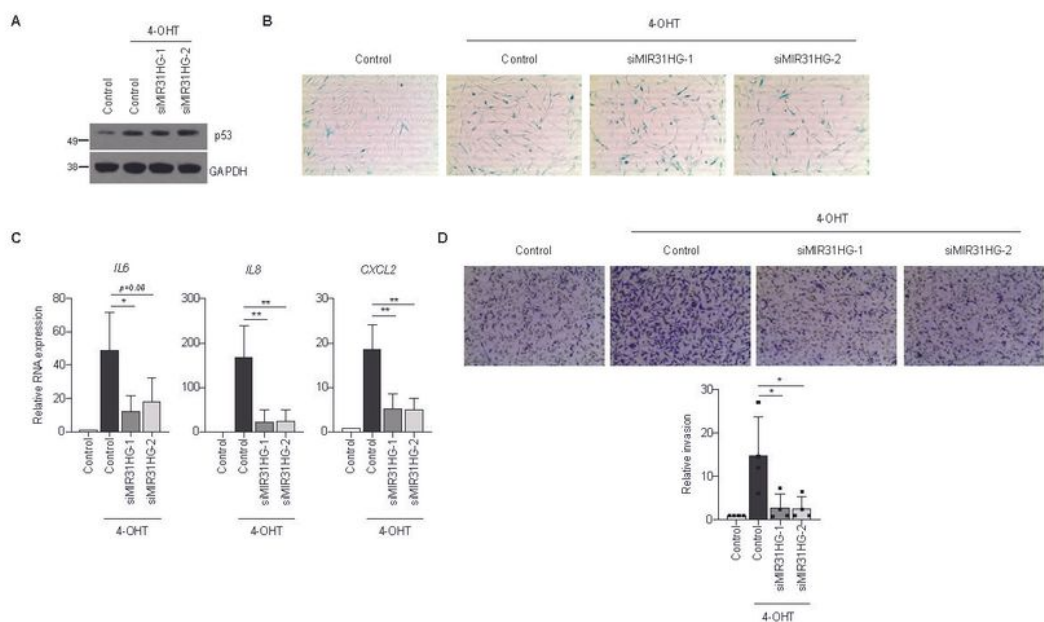 A
4-OHT
Control
Control
siMIR31HG-1
siMIR31HG-2
49
p53
38
GAPDH
B
4-OHT
Control
Control
siMIR31HG-1
siMIR31HG-2
C
IL6
IL8
CXCL2
Relative RNA expression
80
60
40
20
0
p=0.06
*
300
200
100
0
**
**
30
20
10
0
**
**
Control
Control
siMIR31HG-1
siMIR31HG-2
4-OHT
Control
Control
siMIR31HG-1
siMIR31HG-2
4-OHT
Control
Control
siMIR31HG-1
siMIR31HG-2
4-OHT
D
4-OHT
Control
Control
siMIR31HG-1
siMIR31HG-2
Relative invasion
30
20
10
0
*
*
Control
Control
siMIR31HG-1
siMIR31HG-2
4-OHT